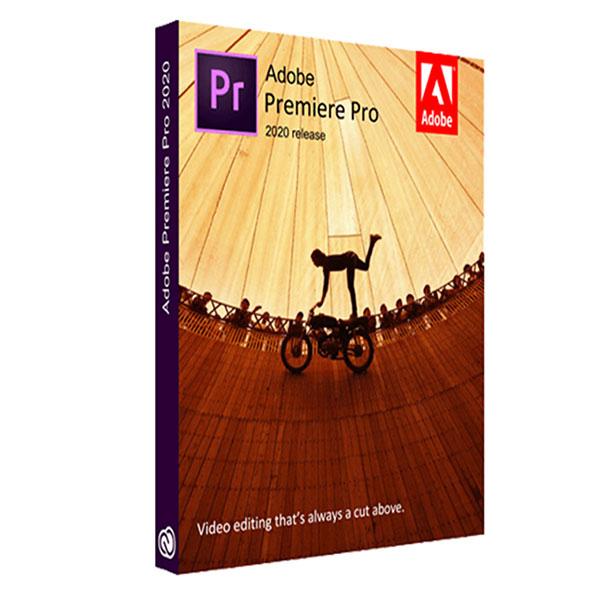 Adobe Premiere Pro 2020
Pr
Adobe
Premiere Pro
2020 release
Adobe
Video editing that's always a cut above.